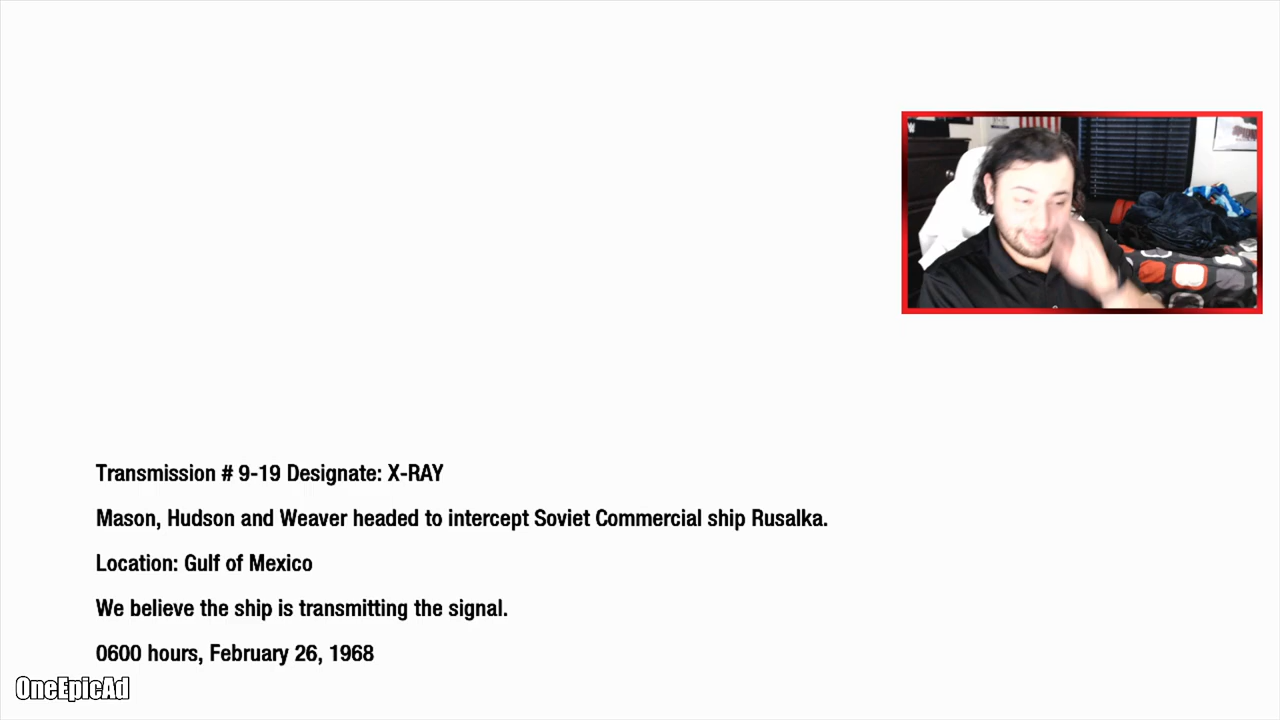 Transmission # 9-19 Designate: X-RAY
Mason, Hudson and Weaver headed to intercept Soviet Commercial ship Rusalka.
Location: Gulf of Mexico
We believe the ship is transmitting the signal.
0600 hours, February 26, 1968
OneEpicAd